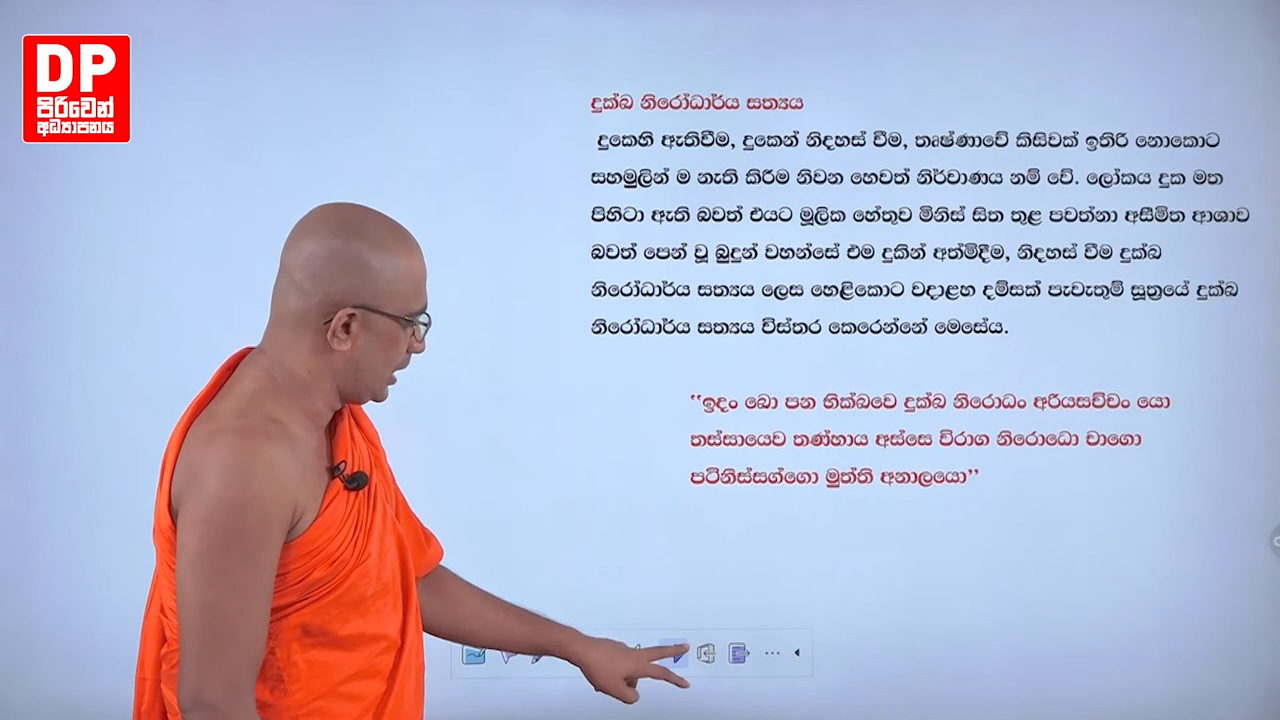 DP
පිරිවෙන්
අධ්‍යාපනය
දුක්ඛ නිරෝධාර්ය සත්‍යය
දුකෙහි ඇතිවීම, දුකෙන් නිදහස් වීම, තෘෂ්ණාවේ කිසිවක් ඉතිරි නොකොට
සහමුලින් ම නැති කිරීම නිවන හෙවත් නිර්වාණය නම් වේ. ලෝකය දුක මත
පිහිටා ඇති බවත් එයට මූලික හේතුව මිනිස් සිත තුළ පවත්නා අසීමිත ආශාව
බවත් පෙන් වූ බුදුන් වහන්සේ එම දුකින් අත්මිදීම, නිදහස් වීම දුක්ඛ
නිරෝධාර්ය සත්‍යය ලෙස හෙළිකොට වදාළහ දම්සක් පැවැතුම් සූත්‍රයේ දුක්ඛ
නිරෝධාර්ය සත්‍යය විස්තර කෙරෙන්නේ මෙසේය.
‘‘ඉදං ඛො පන භික්ඛවෙ දුක්ඛ නිරොධං අරියසච්චං යො
තස්සායෙව තණ්හාය අස්සෙ විරාග නිරොධො චාගො
පටිනිස්සග්ගො මුත්ති අනාලයො’’